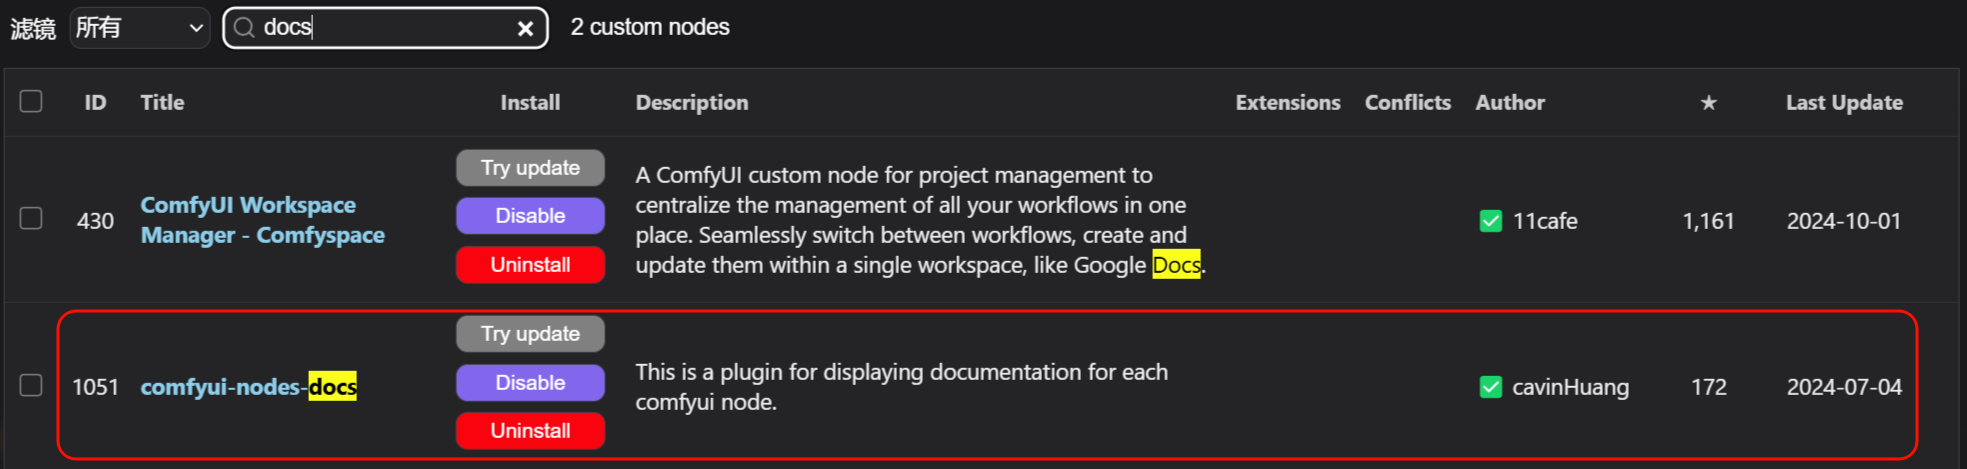 滤镜 所有 docs 2 custom nodes
ID Title Install Description Extensions Conflicts Author ★ Last Update
430
ComfyUI Workspace
Manager - Comfyspace
Try update
Disable
Uninstall
A ComfyUI custom node for project management to
centralize the management of all your workflows in one
place. Seamlessly switch between workflows, create and
update them within a single workspace, like Google Docs.
11cafe
1,161
2024-10-01
1051
comfyui-nodes-docs
Try update
Disable
Uninstall
This is a plugin for displaying documentation for each
comfyui node.
cavinHuang
172
2024-07-04